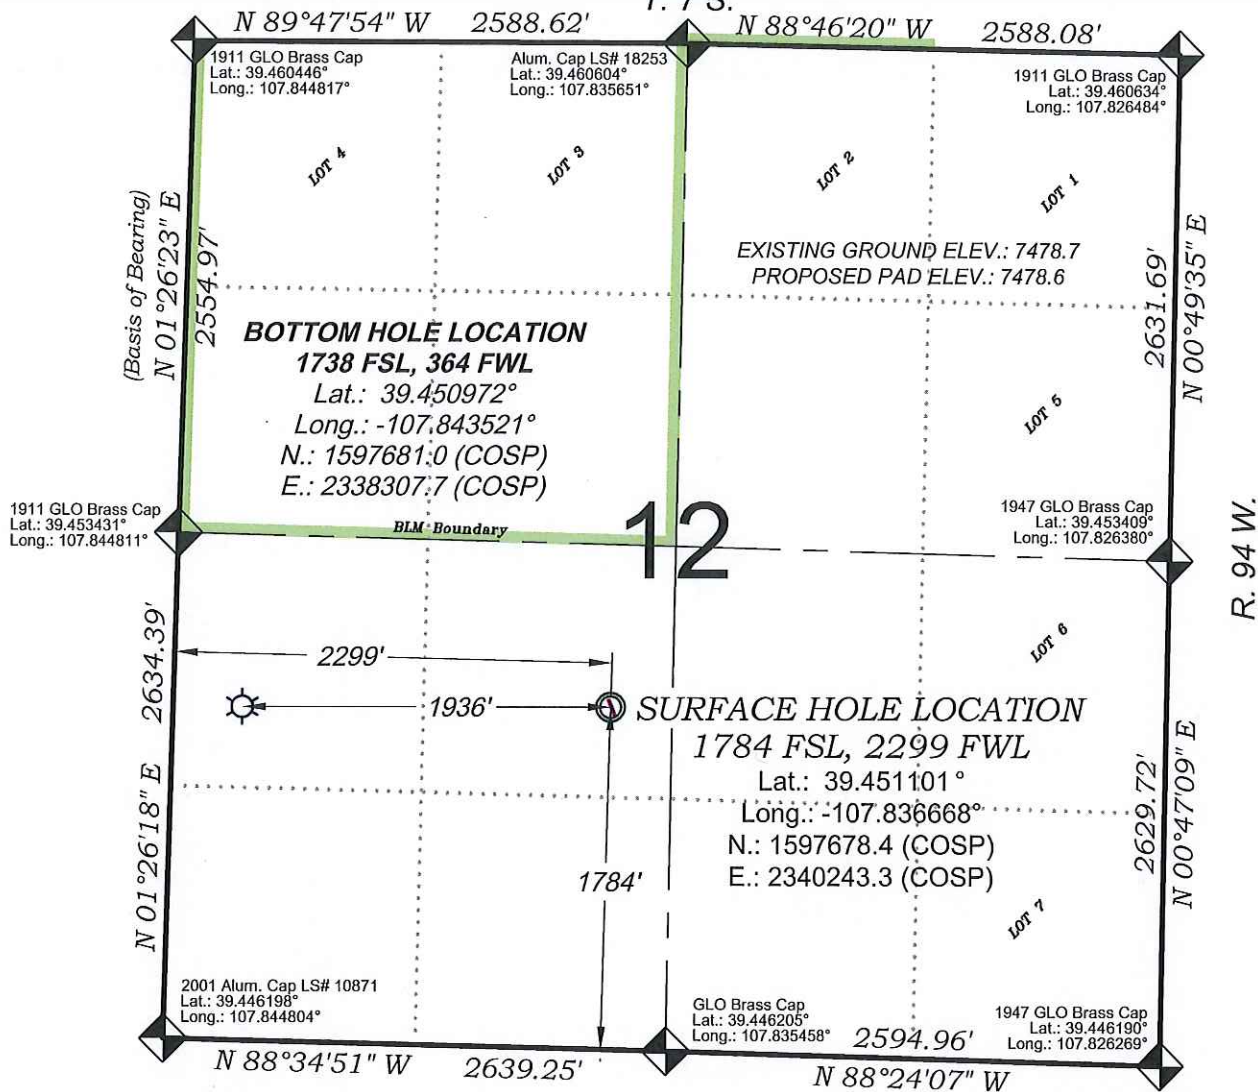 N 89°47'54" W 2588.62'
N 88°46'20" W 2588.08'
1911 GLO Brass Cap
Lat.: 39.460446°
Long.: 107.844817°
Alum. Cap LS# 18253
Lat.: 39.460604°
Long.: 107.835651°
1911 GLO Brass Cap
Lat.: 39.460634°
Long.: 107.826484°
LOT 4
LOT 3
LOT 2
LOT 1
(Basis of Bearing)
N 01°26'23" E
2554.97'
EXISTING GROUND ELEV.: 7478.7
PROPOSED PAD ELEV.: 7478.6
2631.69'
N 00°49'35" E
BOTTOM HOLE LOCATION
1738 FSL, 364 FWL
Lat.: 39.450972°
Long.: -107.843521°
N.: 1597681.0 (COSP)
E.: 2338307.7 (COSP)
LOT 5
1911 GLO Brass Cap
Lat.: 39.453431°
Long.: 107.844811°
BLM Boundary
12
1947 GLO Brass Cap
Lat.: 39.453409°
Long.: 107.826380°
R. 94 W.
2634.39'
N 01°26'18" E
2299'
LOT 6
1936'
SURFACE HOLE LOCATION
1784 FSL, 2299 FWL
Lat.: 39.451101°
Long.: -107.836668°
N.: 1597678.4 (COSP)
E.: 2340243.3 (COSP)
2629.72'
N 00°47'09" E
1784'
LOT 7
2001 Alum. Cap LS# 10871
Lat.: 39.446198°
Long.: 107.844804°
GLO Brass Cap
Lat.: 39.446205°
Long.: 107.835458°
1947 GLO Brass Cap
Lat.: 39.446190°
Long.: 107.826269°
N 88°34'51" W 2639.25'
2594.96'
N 88°24'07" W